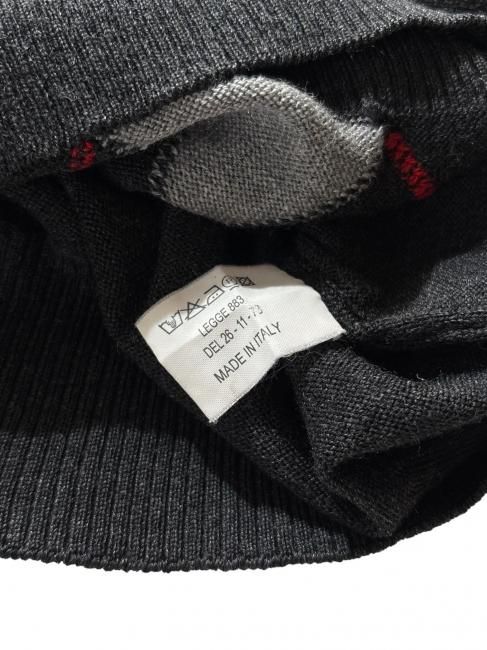 LEGGE 883
DEL 26 - 11 - 73
MADE IN ITALY